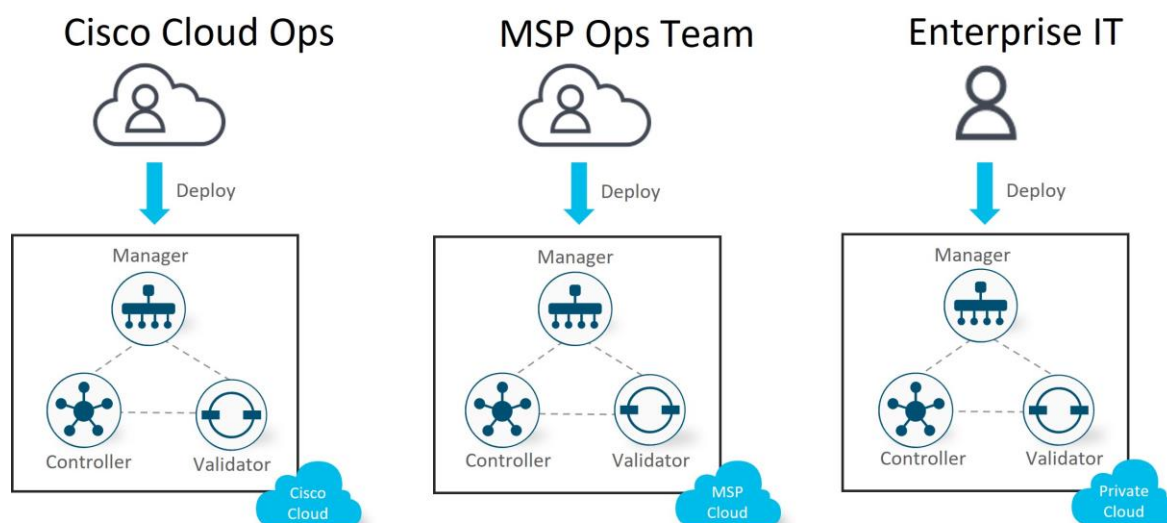 Cisco Cloud Ops
MSP Ops Team
Enterprise IT
Deploy
Deploy
Deploy
Manager
Controller
Validator
Cisco
Cloud
Manager
Controller
Validator
MSP
Cloud
Manager
Controller
Validator
Private
Cloud